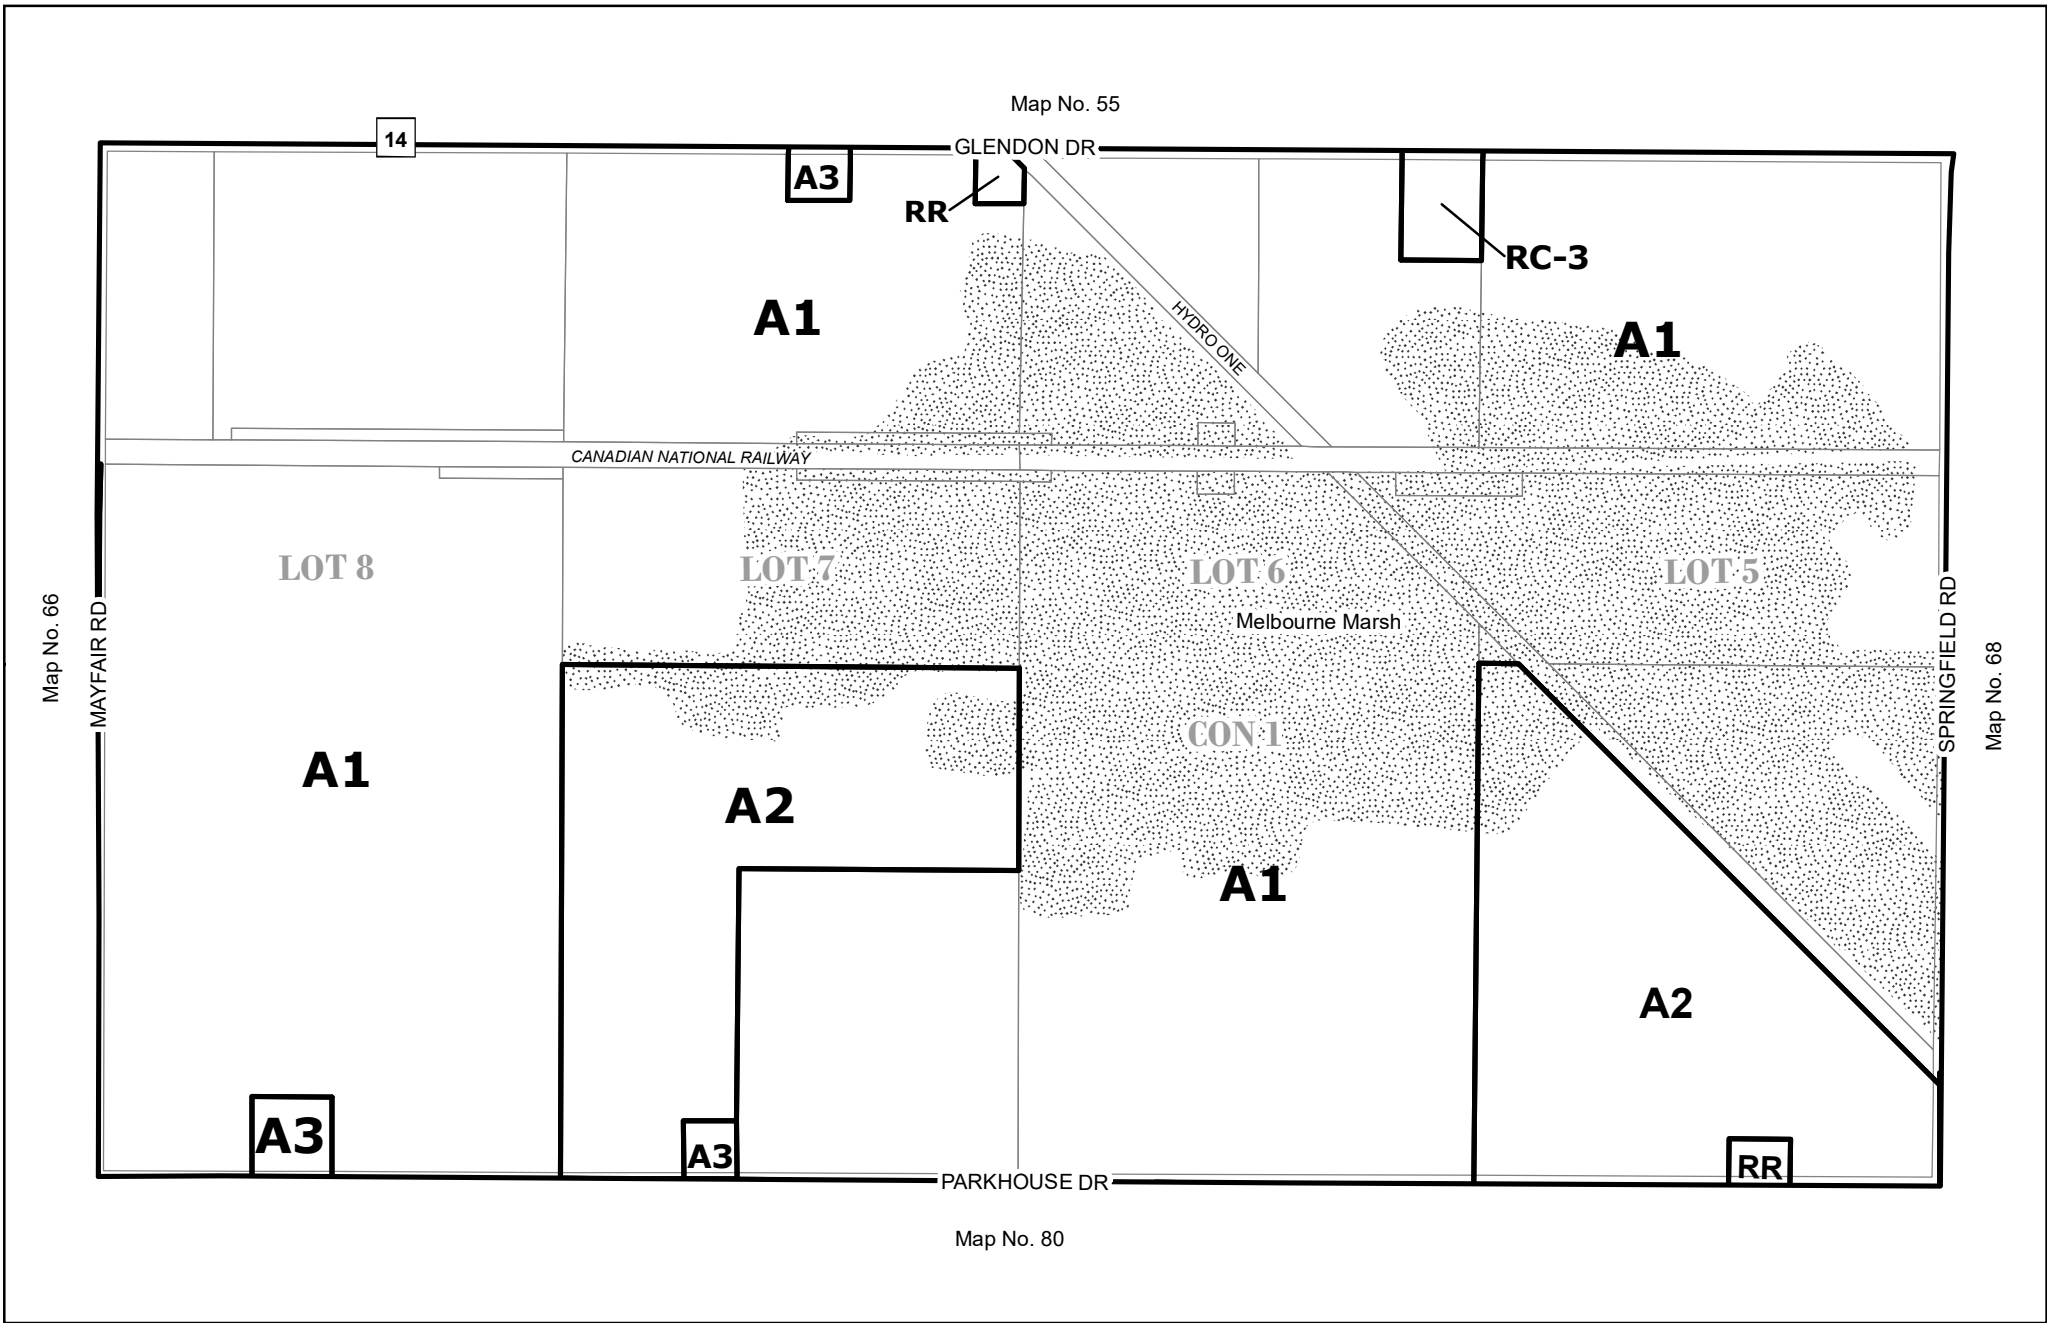 Map No. 55
14
GLENDON DR
A3
RR
RC-3
A1
HYDRO ONE
A1
CANADIAN NATIONAL RAILWAY
LOT 8
LOT 7
LOT 6
LOT 5
Melbourne Marsh
Map No. 66
MAYFAIR RD
SPRINGFIELD RD
Map No. 68
CON 1
A1
A2
A1
A2
A3
A3
RR
PARKHOUSE DR
Map No. 80